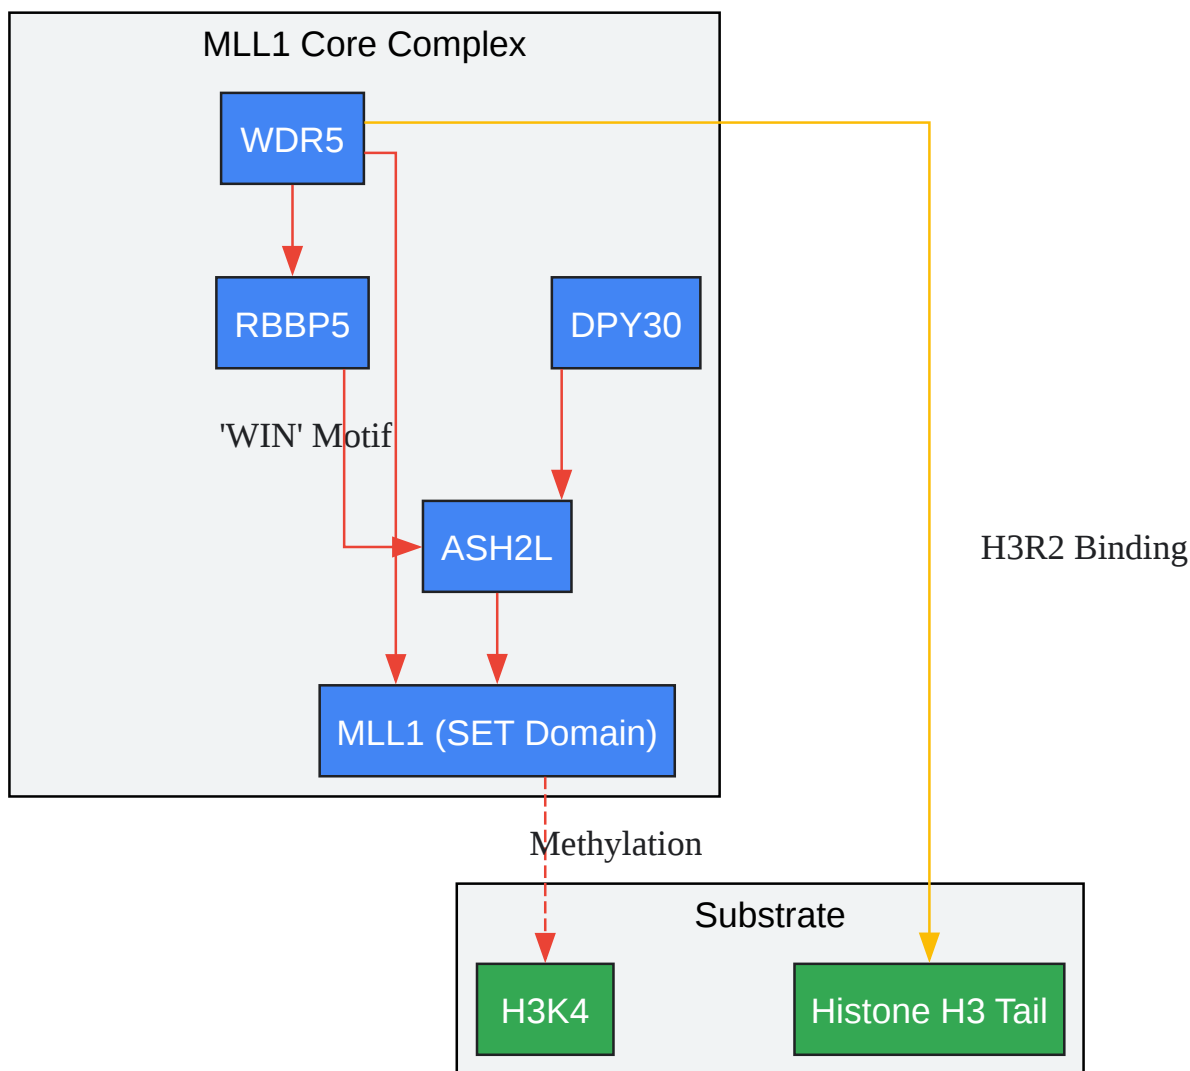 MLL1 Core Complex
WDR5
RBBP5
DPY30
'WIN' Motif
ASH2L
H3R2 Binding
MLL1 (SET Domain)
Methylation
Substrate
H3K4
Histone H3 Tail